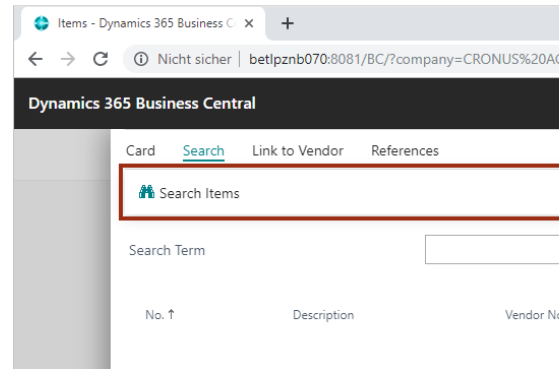 Items - Dynamics 365 Business C
Nicht sicher | betlpznb070:8081/BC/?company=CRONUS%20A
Dynamics 365 Business Central
Card Search Link to Vendor References
Search Items
Search Term
No. ↑ Description Vendor No